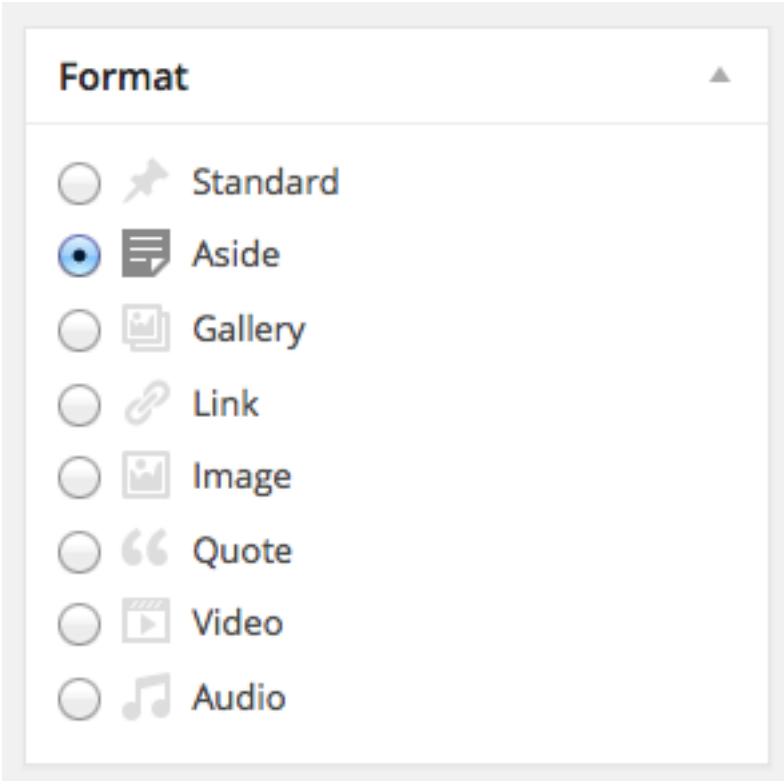 Format
Standard
Aside
Gallery
Link
Image
Quote
Video
Audio